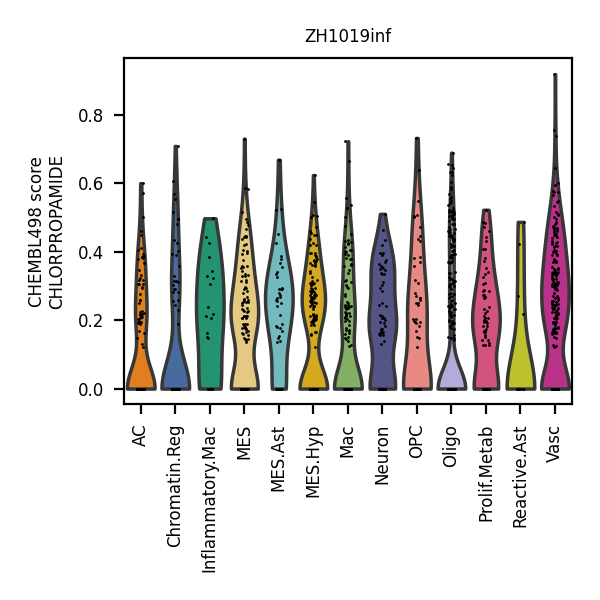 ZH1019inf
CHEMBL498 score
CHLORPROPAMIDE
0.8
0.6
0.4
0.2
0.0
AC
Chromatin.Reg
Inflammatory.Mac
MES
MES.Ast
MES.Hyp
Mac
Neuron
OPC
Oligo
Prolif.Metab
Reactive.Ast
Vasc